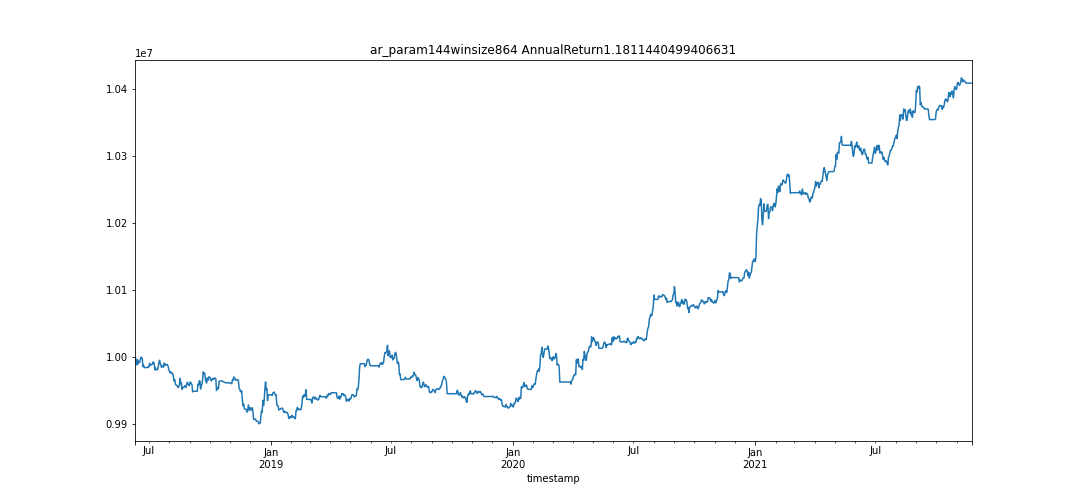 ar_param144winsize864 AnnualReturn1.1811440499406631
1e7
1.04
1.03
1.02
1.01
1.00
0.99
Jul
Jan
2019
Jul
Jan
2020
Jul
Jan
2021
Jul
timestamp